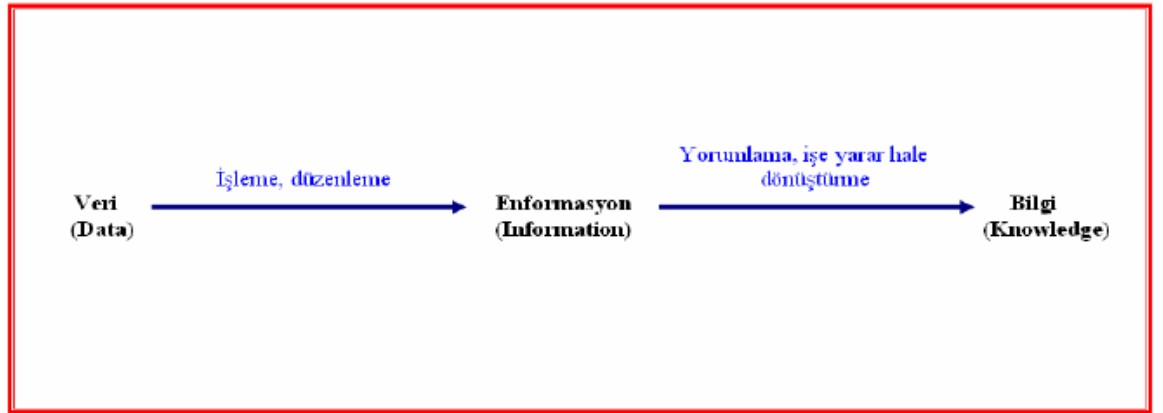 İşleme, düzenleme
Yorumlama, işe yarar hale
dönüştürme
Veri
(Data)
Enformasyon
(Information)
Bilgi
(Knowledge)